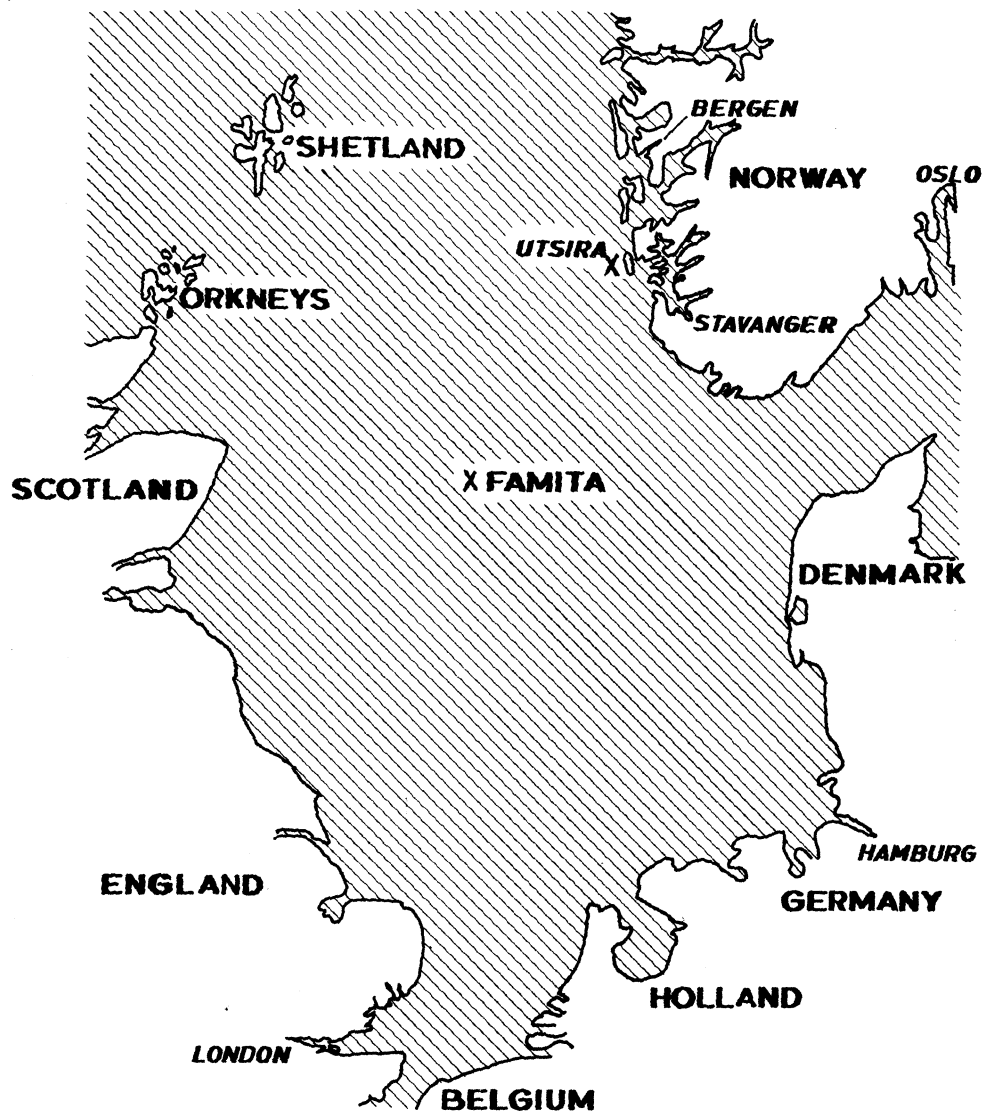 BERGEN
SHETLAND
NORWAY
OSLO
UTSIRA X
ORKNEYS
STAVANGER
SCOTLAND
X FAMITA
DENMARK
HAMBURG
ENGLAND
GERMANY
HOLLAND
LONDON
BELGIUM